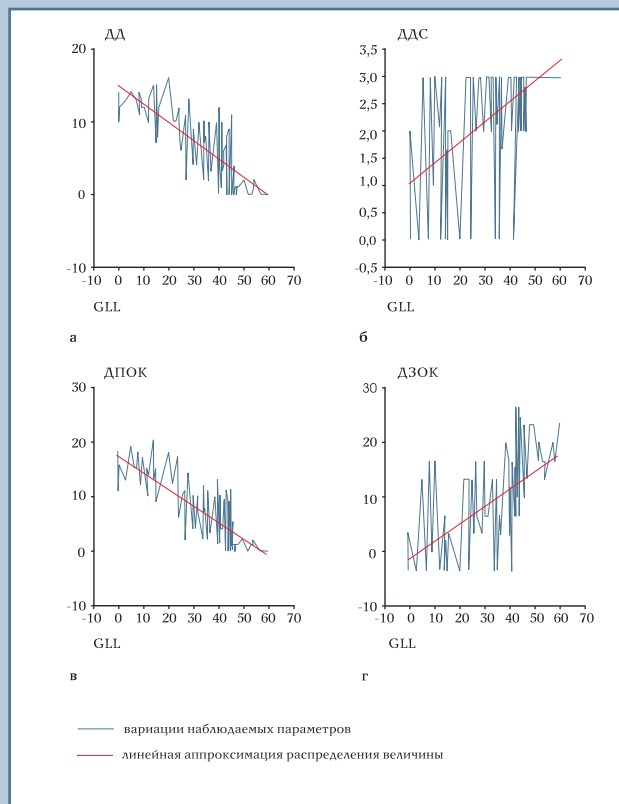 ДД
20
10
0
-10
-10 0 10 20 30 40 50 60 70
GLL
а
ДДС
3,5
3,0
2,5
2,0
1,5
1,0
0,5
0,0
-0,5
-10 0 10 20 30 40 50 60 70
GLL
б
ДПОК
30
20
10
0
-10
-10 0 10 20 30 40 50 60 70
GLL
в
ДЗОК
30
20
10
0
-10
-10 0 10 20 30 40 50 60 70
GLL
г
вариации наблюдаемых параметров
линейная аппроксимация распределения величины